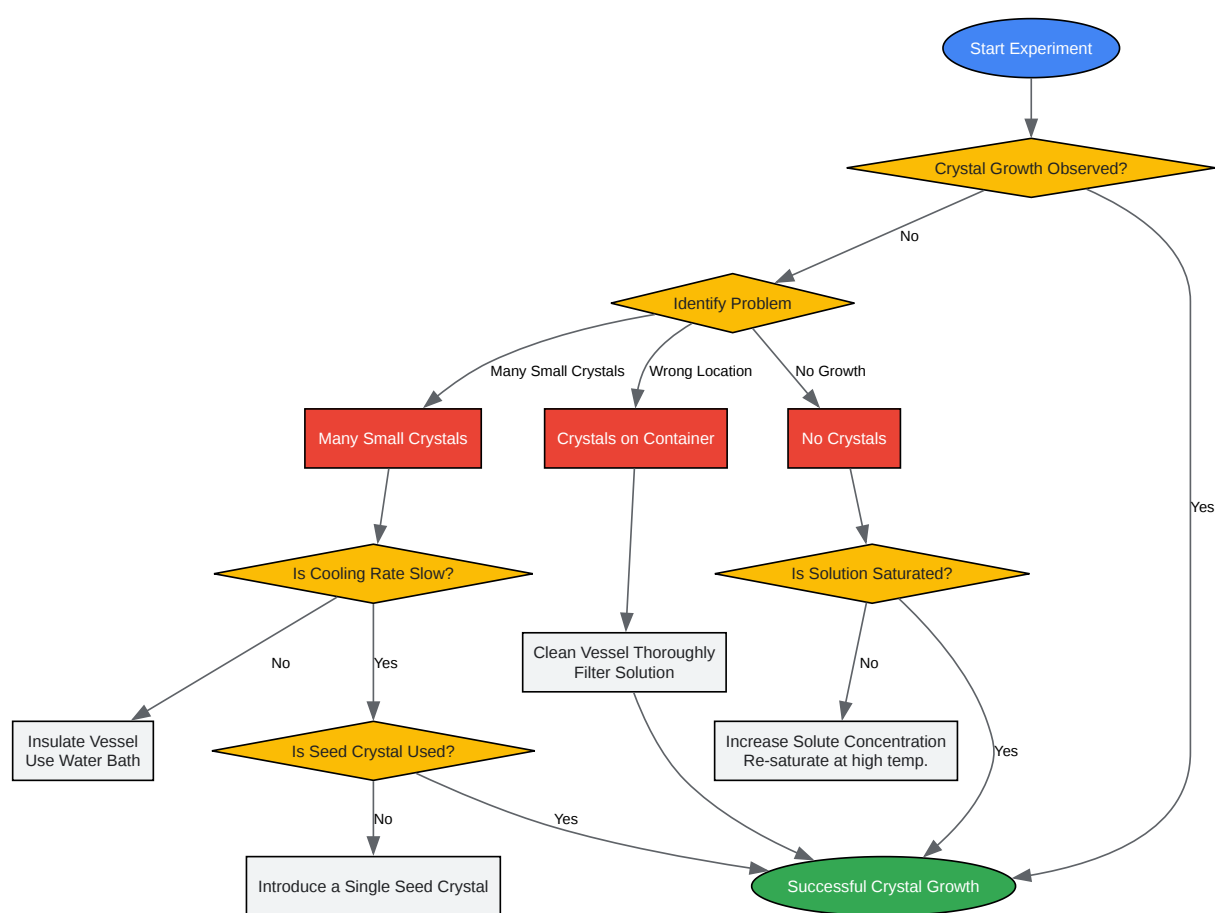 Start Experiment
Crystal Growth Observed?
No
Identify Problem
Many Small Crystals
Wrong Location
No Growth
Many Small Crystals
Crystals on Container
No Crystals
Yes
Is Cooling Rate Slow?
Is Solution Saturated?
No
Yes
Clean Vessel Thoroughly
Filter Solution
No
Insulate Vessel
Use Water Bath
Is Seed Crystal Used?
Increase Solute Concentration
Re-saturate at high temp.
Yes
No
Yes
Introduce a Single Seed Crystal
Successful Crystal Growth